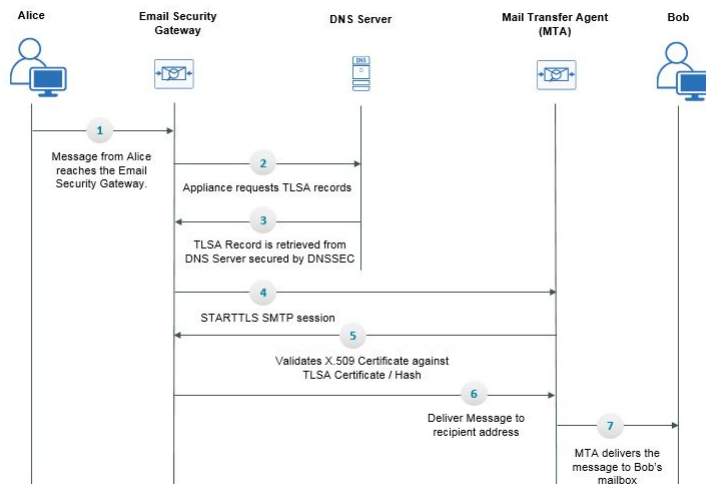 Alice
Email Security
Gateway
DNS Server
Mail Transfer Agent
(MTA)
Bob
DNS
1
Message from Alice
reaches the Email
Security Gateway.
2
Appliance requests TLSA records
3
TLSA Record is retrieved from
DNS Server secured by DNSSEC
4
STARTTLS SMTP session
5
Validates X.509 Certificate against
TLSA Certificate / Hash
6
Deliver Message to
recipient address
7
MTA delivers the
message to Bob's
mailbox